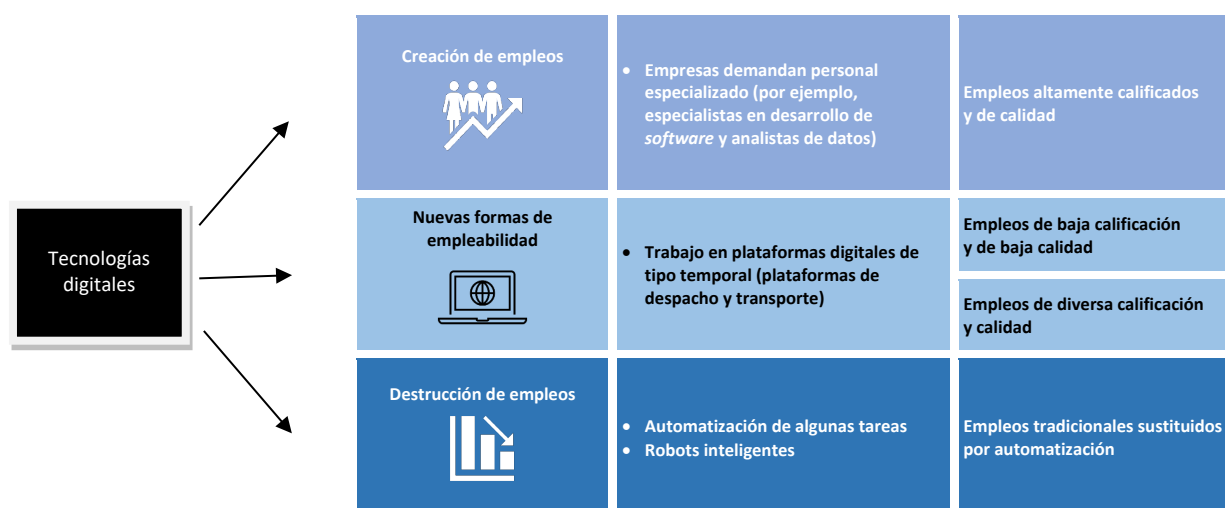 Tecnologías
digitales
Creación de empleos
• Empresas demandan personal
especializado (por ejemplo,
especialistas en desarrollo de
software y analistas de datos)
Empleos altamente calificados
y de calidad
Nuevas formas de
empleabilidad
• Trabajo en plataformas digitales de
tipo temporal (plataformas de
despacho y transporte)
Empleos de baja calificación
y de baja calidad
Empleos de diversa calificación
y calidad
Destrucción de empleos
• Automatización de algunas tareas
• Robots inteligentes
Empleos tradicionales sustituidos
por automatización